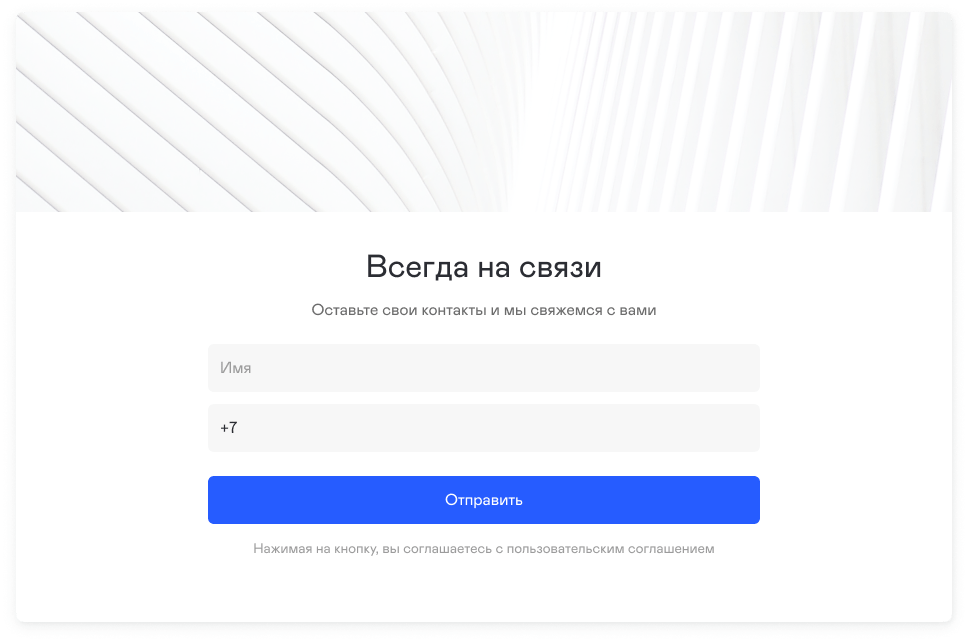 Всегда на связи
Оставьте свои контакты и мы свяжемся с вами
Имя
+7
Отправить
Нажимая на кнопку, вы соглашаетесь с пользовательским соглашением